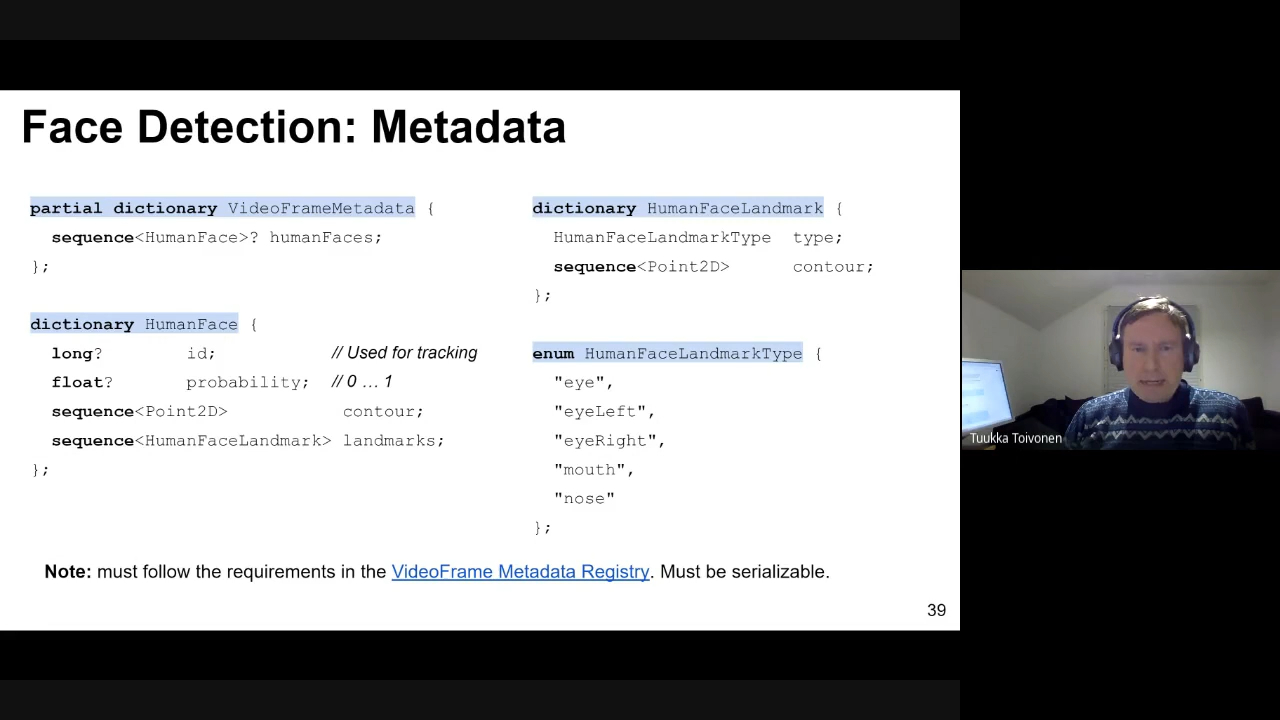 Face Detection: Metadata
partial dictionary VideoFrameMetadata {
sequence<HumanFace>? humanFaces;
};
dictionary HumanFace {
long? id; // Used for tracking
float? probability; // 0 … 1
sequence<Point2D> contour;
sequence<HumanFaceLandmark> landmarks;
};
dictionary HumanFaceLandmark {
HumanFaceLandmarkType type;
sequence<Point2D> contour;
};
enum HumanFaceLandmarkType {
"eye",
"eyeLeft",
"eyeRight",
"mouth",
"nose"
};
Note: must follow the requirements in the VideoFrame Metadata Registry. Must be serializable.
39
Tuukka Toivonen